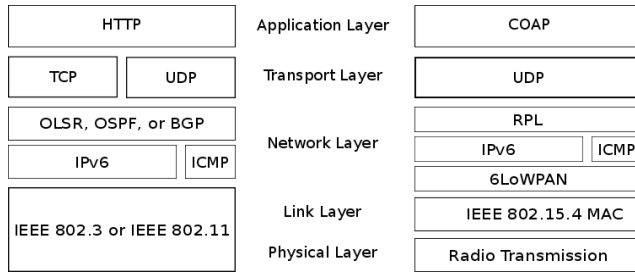 HTTP
Application Layer
COAP
TCP
UDP
Transport Layer
UDP
OLSR, OSPF, or BGP
Network Layer
RPL
IPv6
ICMP
IPv6
ICMP
6LoWPAN
IEEE 802.3 or IEEE 802.11
Link Layer
IEEE 802.15.4 MAC
Physical Layer
Radio Transmission